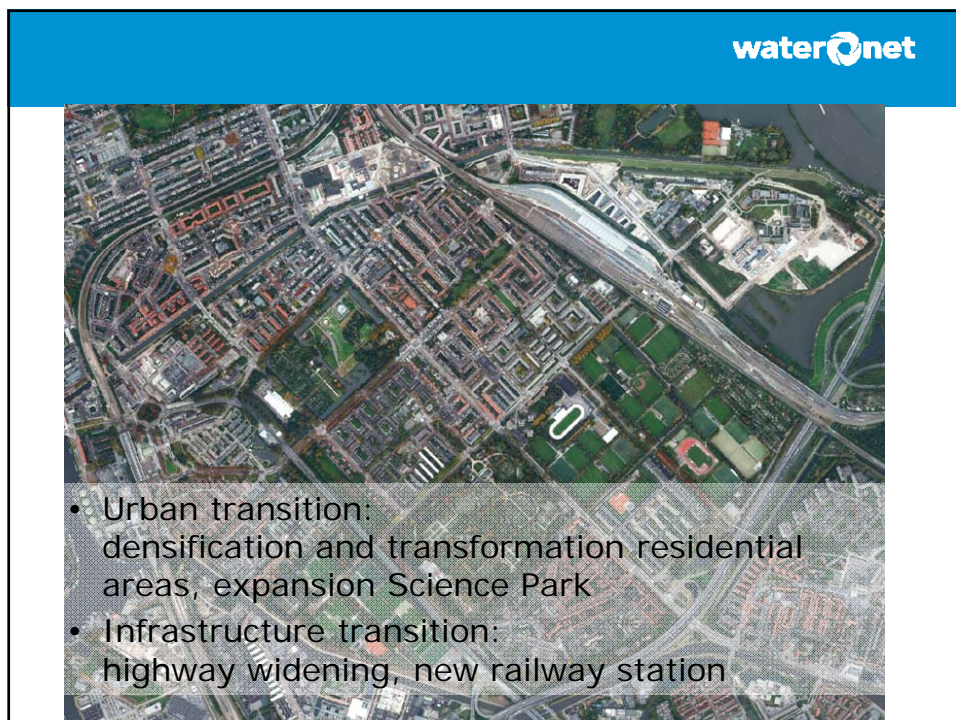 waternet
• Urban transition:
densification and transformation residential
areas, expansion Science Park
• Infrastructure transition:
highway widening, new railway station